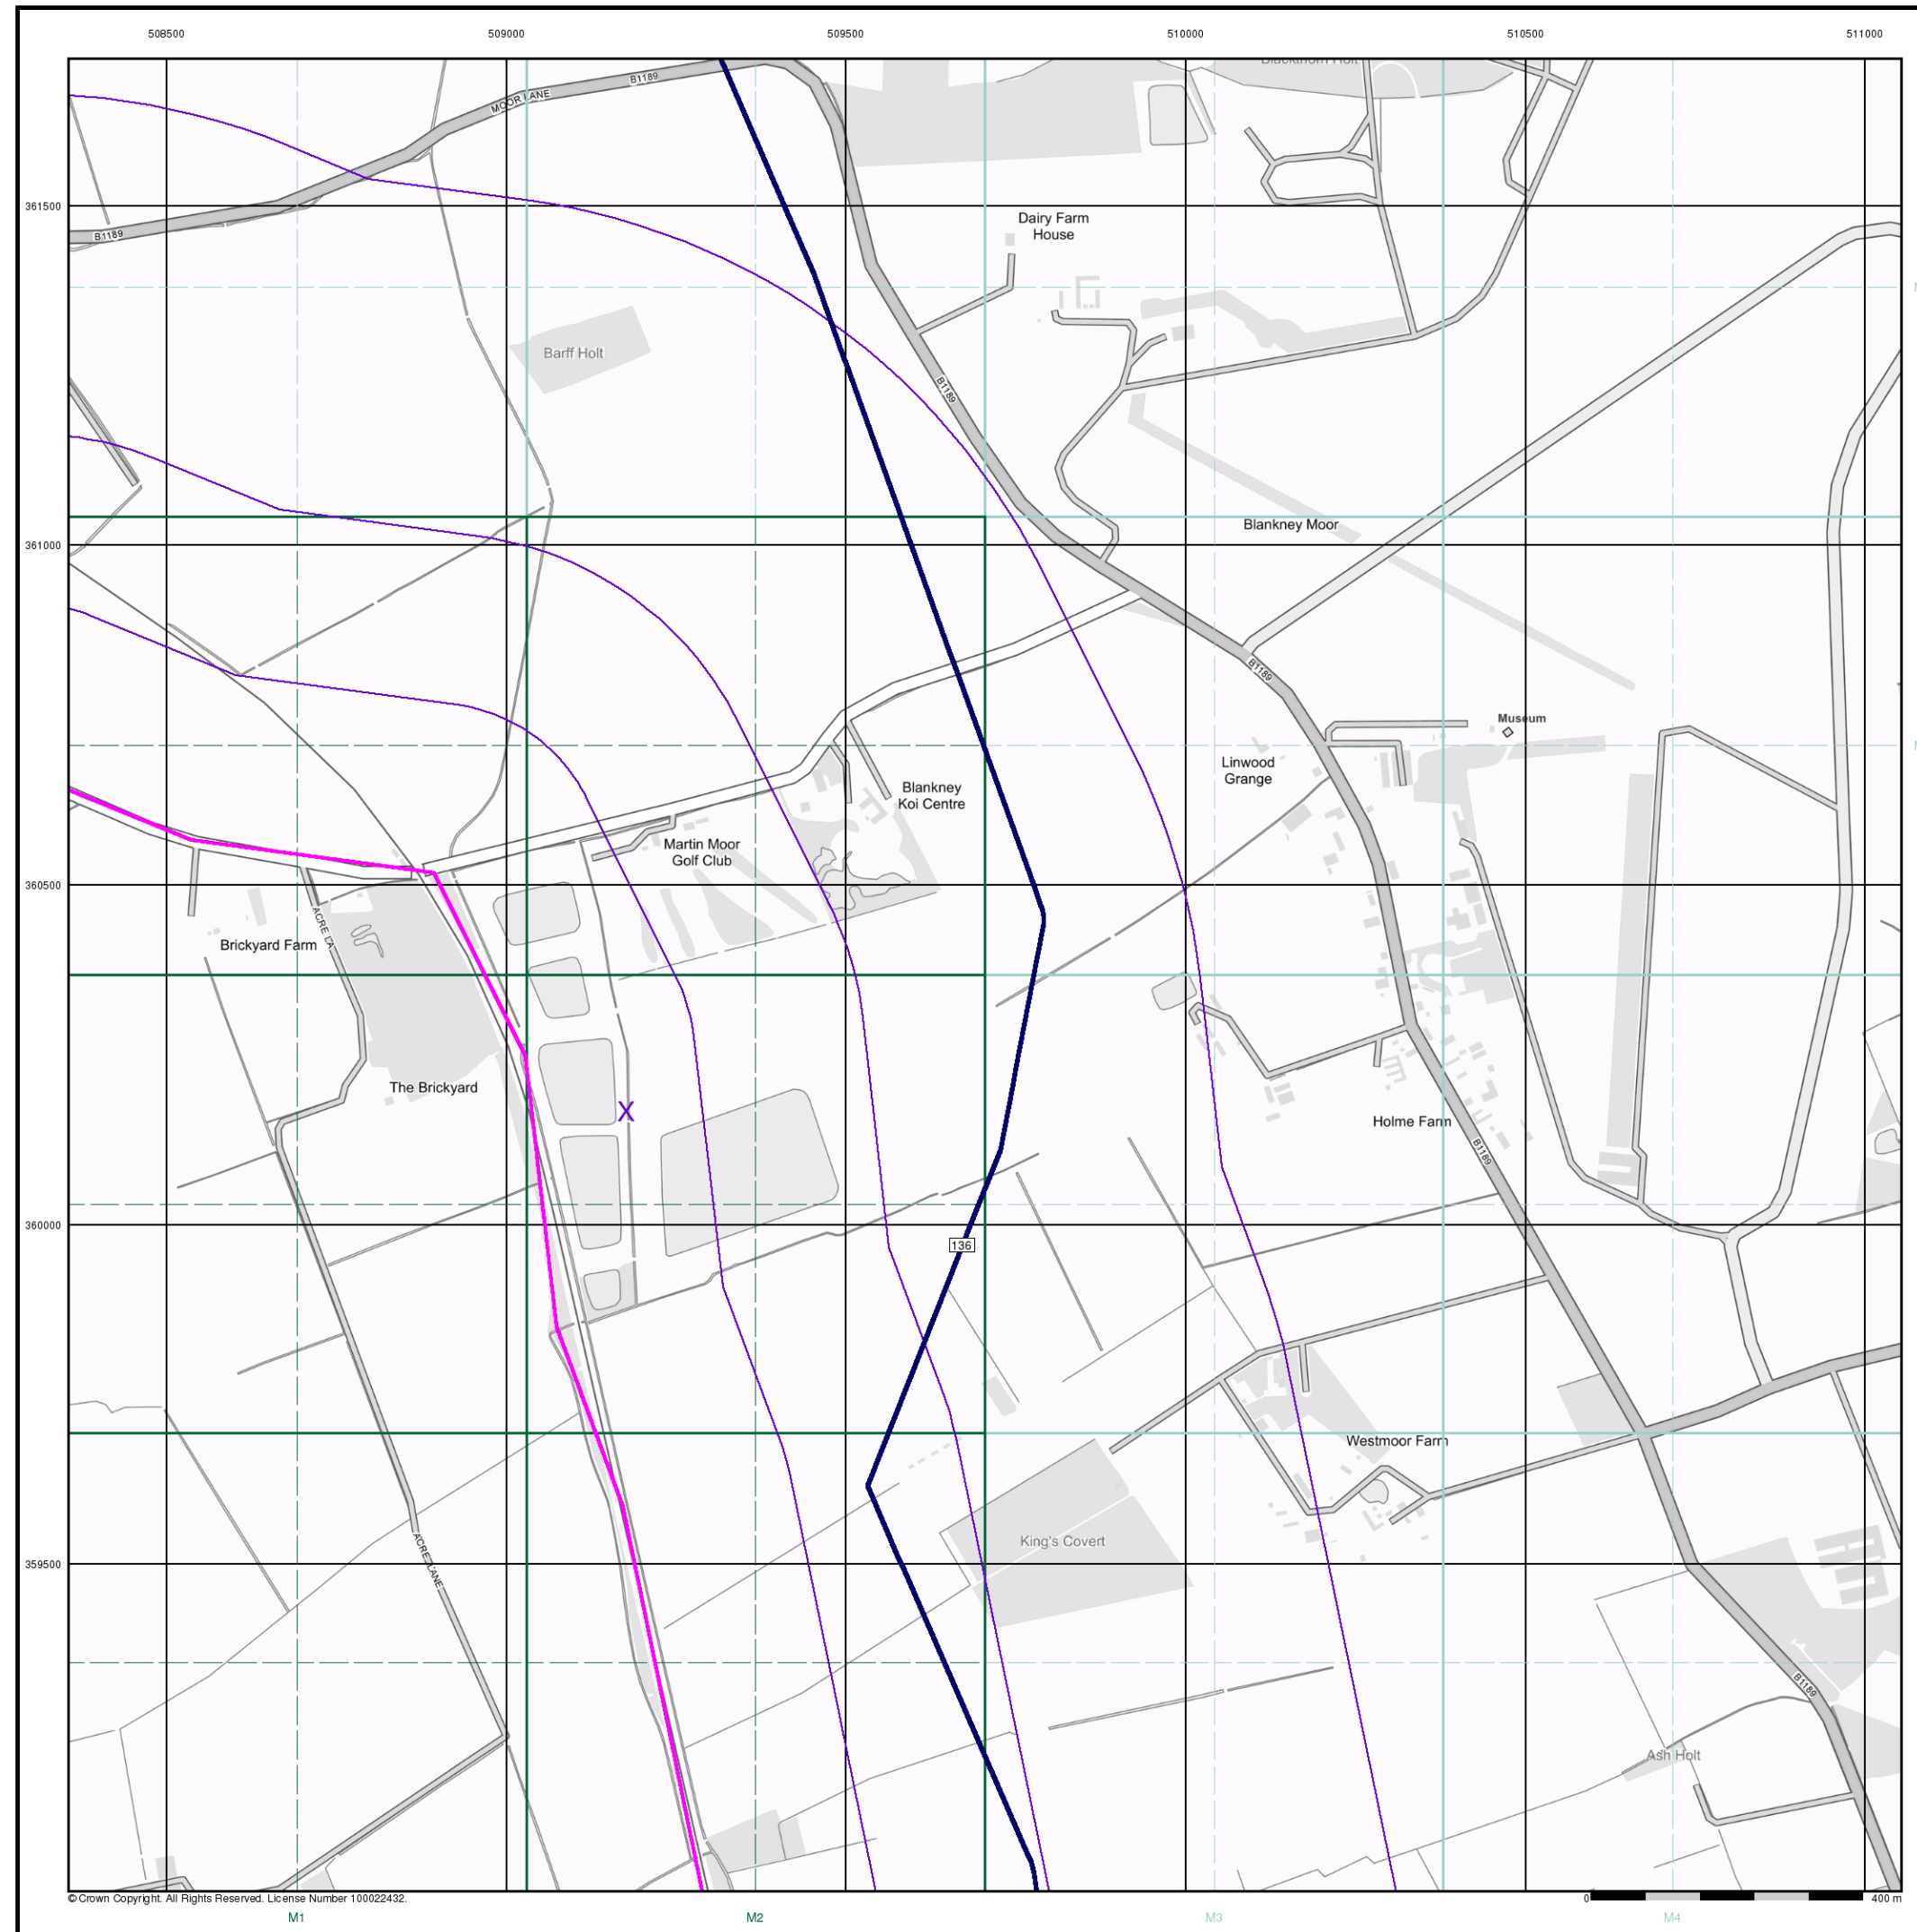 508500 509000 509500 510000 510500 511000
Blackthorn Holt
B1189
MOOR LANE
361500
B1189
Dairy Farm
House
Barff Holt
B1189
Blankney Moor
361000
B1189
Museum
Linwood
Grange
Blankney
Koi Centre
Martin Moor
Golf Club
360500
ACRE LA
Brickyard Farm
The Brickyard
X
Holme Farm
B1189
360000
136
Westmoor Farm
King's Covert
359500
ACRE LANE
B1189
Ash Holt
© Crown Copyright. All Rights Reserved. License Number 100022432.
0 400 m
M1 M2 M3 M4